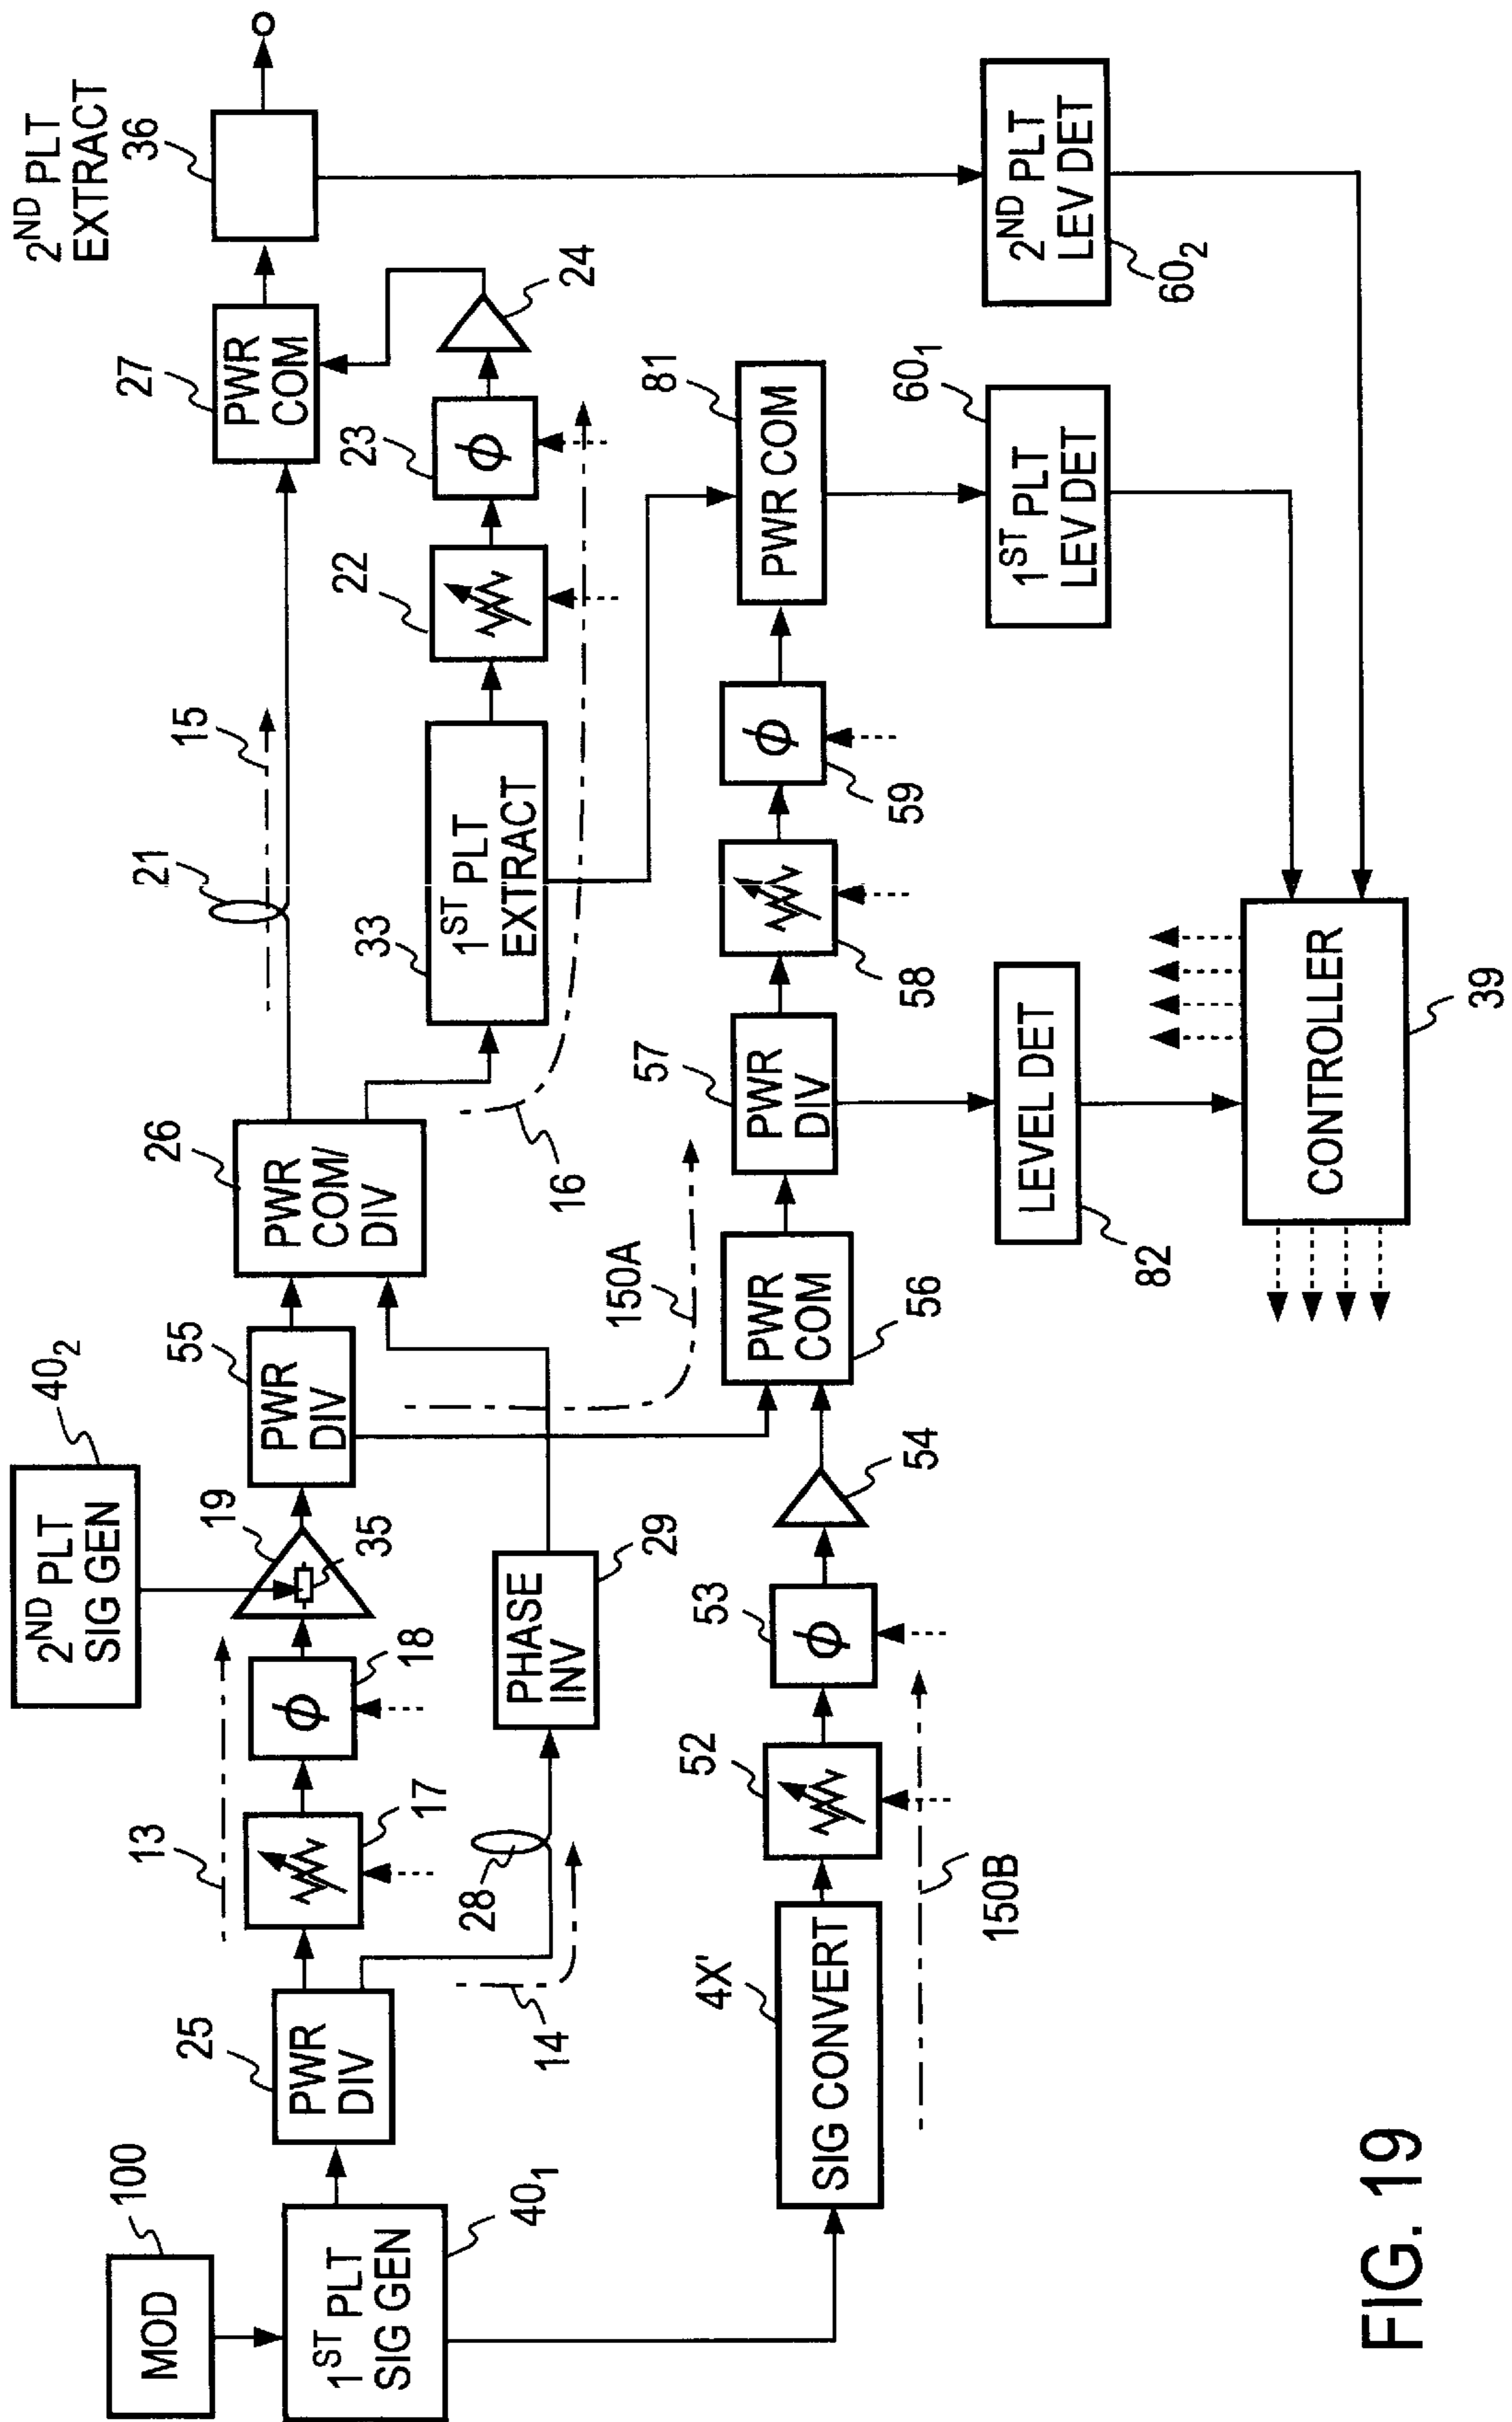 2ND PLT
SIG GEN
40₂
2ND PLT
EXTRACT
36
27
PWR
COM
24
23
ϕ
22
15
21
33
1ST PLT
EXTRACT
16
26
PWR
COM/
DIV
55
PWR
DIV
19
35
13
18
ϕ
17
25
PWR
DIV
14
28
PHASE
INV
29
100
MOD
1ST PLT
SIG GEN
40₁
4X'
SIG CONVERT
52
53
ϕ
54
150B
150A
PWR
COM
56
57
PWR
DIV
58
ϕ
59
81
PWR COM
60₁
1ST PLT
LEV DET
2ND PLT
LEV DET
60₂
LEVEL DET
82
CONTROLLER
39
FIG. 19